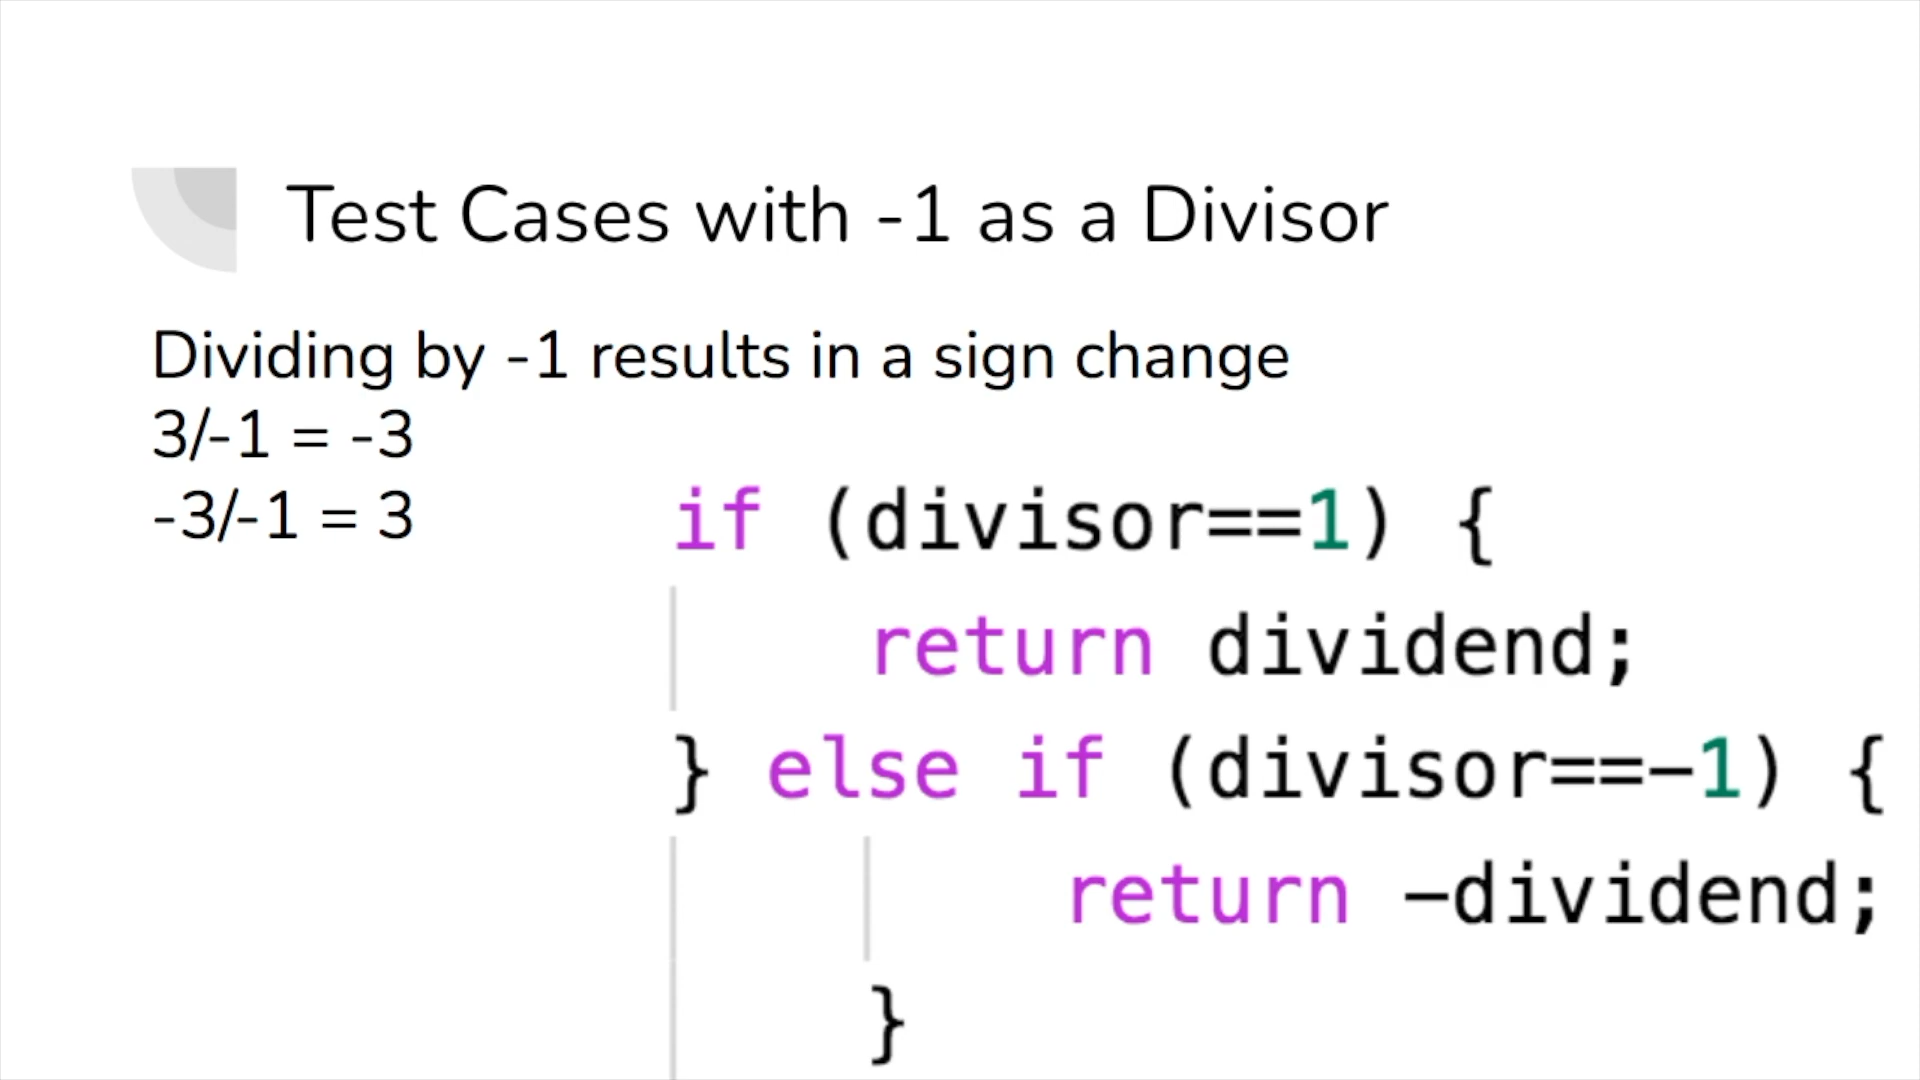 Test Cases with -1 as a Divisor
Dividing by -1 results in a sign change
3/-1 = -3
-3/-1 = 3
if (divisor==1) {
return dividend;
} else if (divisor==-1) {
return -dividend;
}